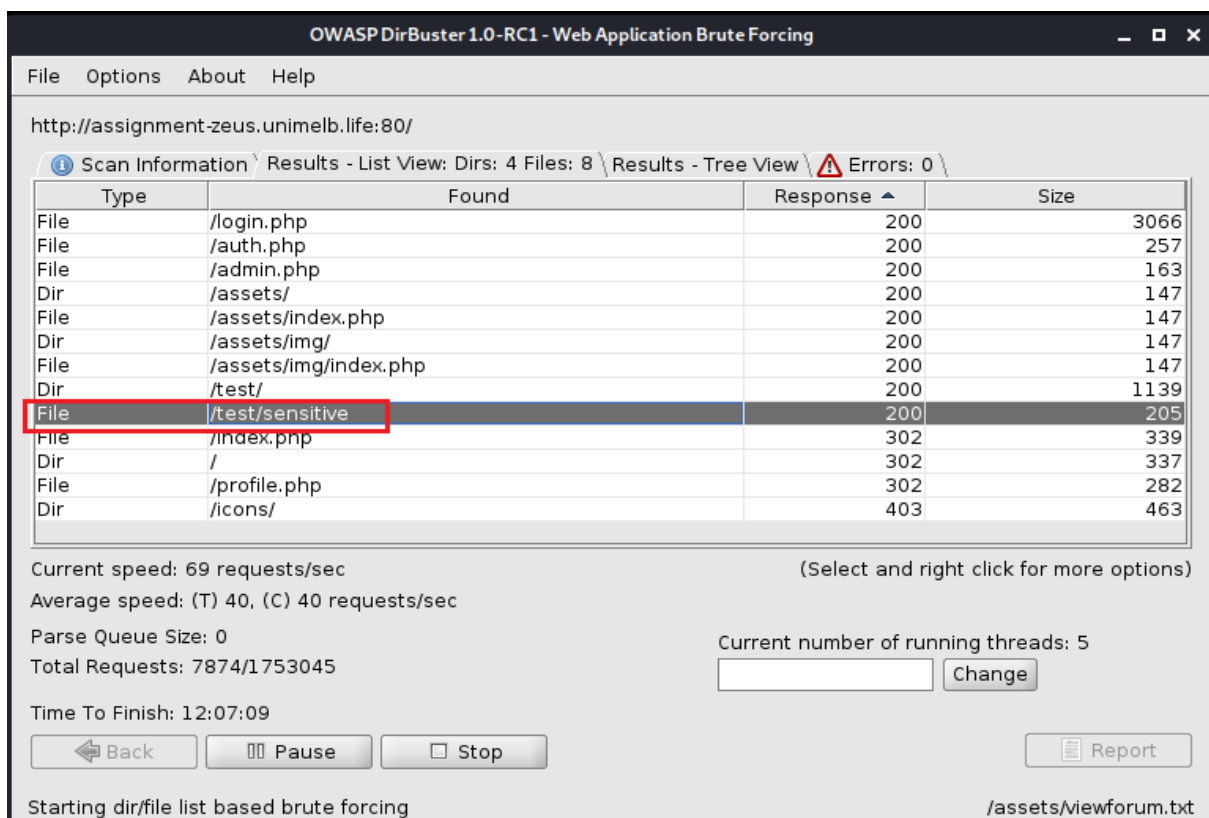 OWASP DirBuster 1.0-RC1 - Web Application Brute Forcing
File Options About Help
http://assignment-zeus.unimelb.life:80/
Scan Information Results - List View: Dirs: 4 Files: 8 Results - Tree View Errors: 0
Type Found Response Size
File /login.php 200 3066
File /auth.php 200 257
File /admin.php 200 163
Dir /assets/ 200 147
File /assets/index.php 200 147
Dir /assets/img/ 200 147
File /assets/img/index.php 200 147
Dir /test/ 200 1139
File /test/sensitive 200 205
File /index.php 302 339
Dir / 302 337
File /profile.php 302 282
Dir /icons/ 403 463
Current speed: 69 requests/sec (Select and right click for more options)
Average speed: (T) 40, (C) 40 requests/sec
Parse Queue Size: 0
Current number of running threads: 5
Total Requests: 7874/1753045
Change
Time To Finish: 12:07:09
Back Pause Stop Report
Starting dir/file list based brute forcing /assets/viewforum.txt